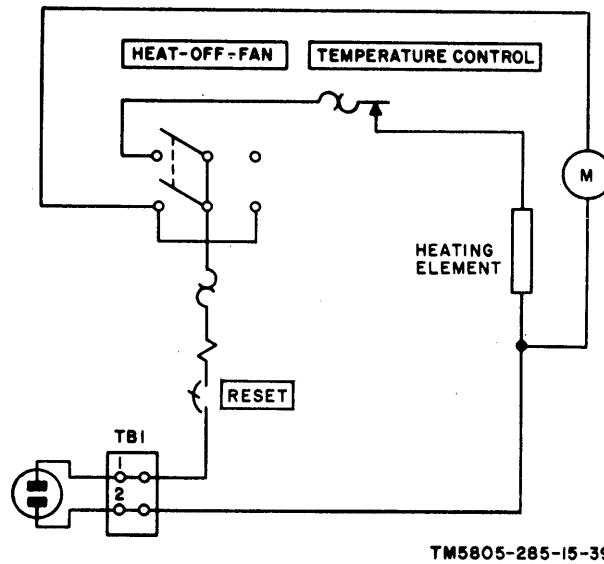 HEAT-OFF-FAN
TEMPERATURE CONTROL
M
HEATING
ELEMENT
RESET
TB1
1
2
TM5805-285-15-39